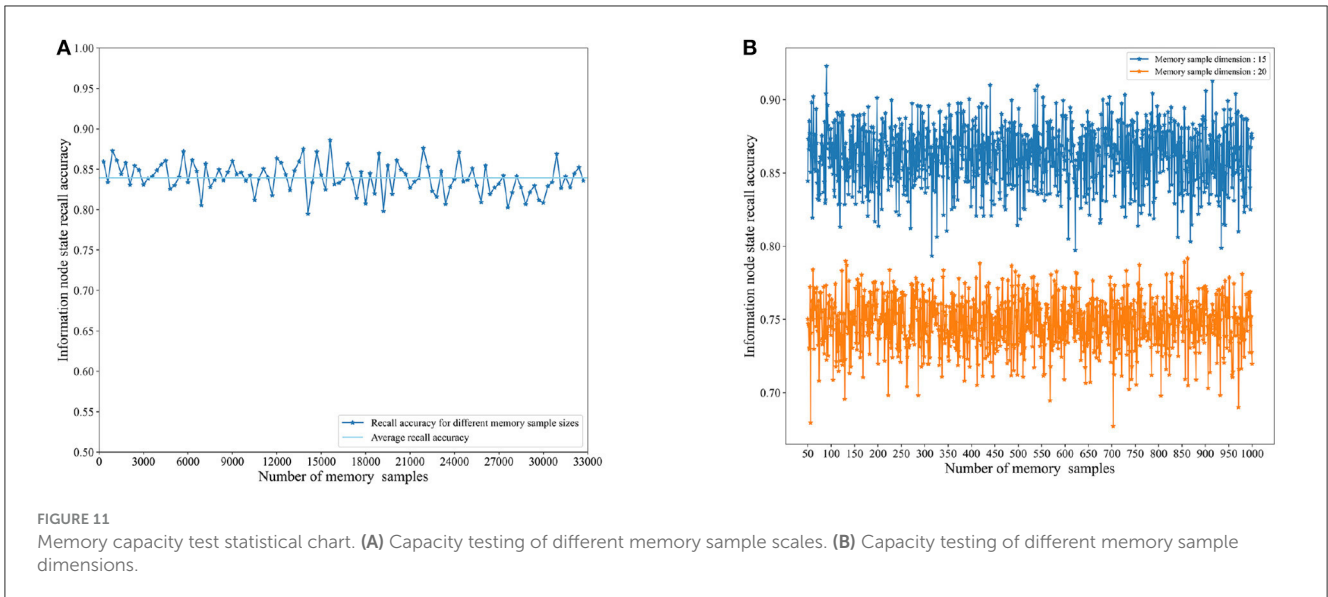 A
1.00
0.95
0.90
0.85
0.80
0.75
0.70
0.65
0.60
0.55
0.50
Information node state recall accuracy
Recall accuracy for different memory sample sizes
Average recall accuracy
0 3000 6000 9000 12000 15000 18000 21000 24000 27000 30000 33000
Number of memory samples
B
Memory sample dimension : 15
Memory sample dimension : 20
0.90
0.85
0.80
0.75
0.70
Information node state recall accuracy
50 100 150 200 250 300 350 400 450 500 550 600 650 700 750 800 850 900 950 1000
Number of memory samples
FIGURE 11
Memory capacity test statistical chart. (A) Capacity testing of different memory sample scales. (B) Capacity testing of different memory sample
dimensions.